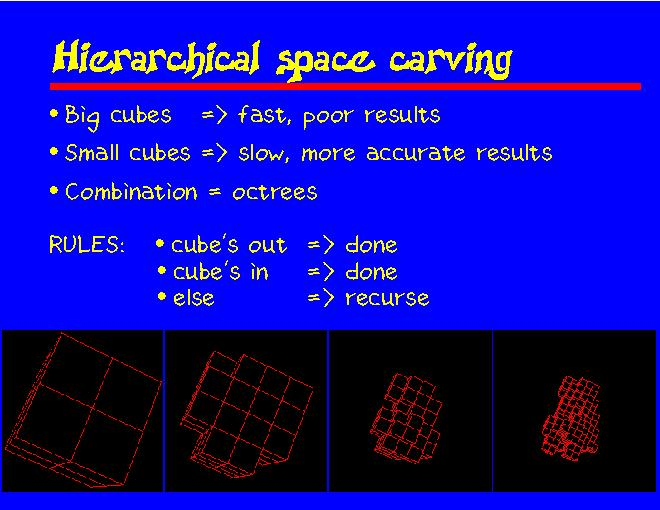 Hierarchical space carving
• Big cubes => fast, poor results
• Small cubes => slow, more accurate results
• Combination = octrees
RULES: • cube's out => done
• cube's in => done
• else => recurse